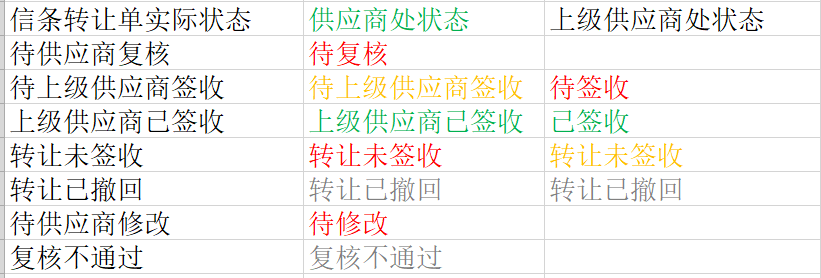 信条转让单实际状态 供应商处状态 上级供应商处状态
待供应商复核 待复核
待上级供应商签收 待上级供应商签收 待签收
上级供应商已签收 上级供应商已签收 已签收
转让未签收 转让未签收 转让未签收
转让已撤回 转让已撤回 转让已撤回
待供应商修改 待修改
复核不通过 复核不通过